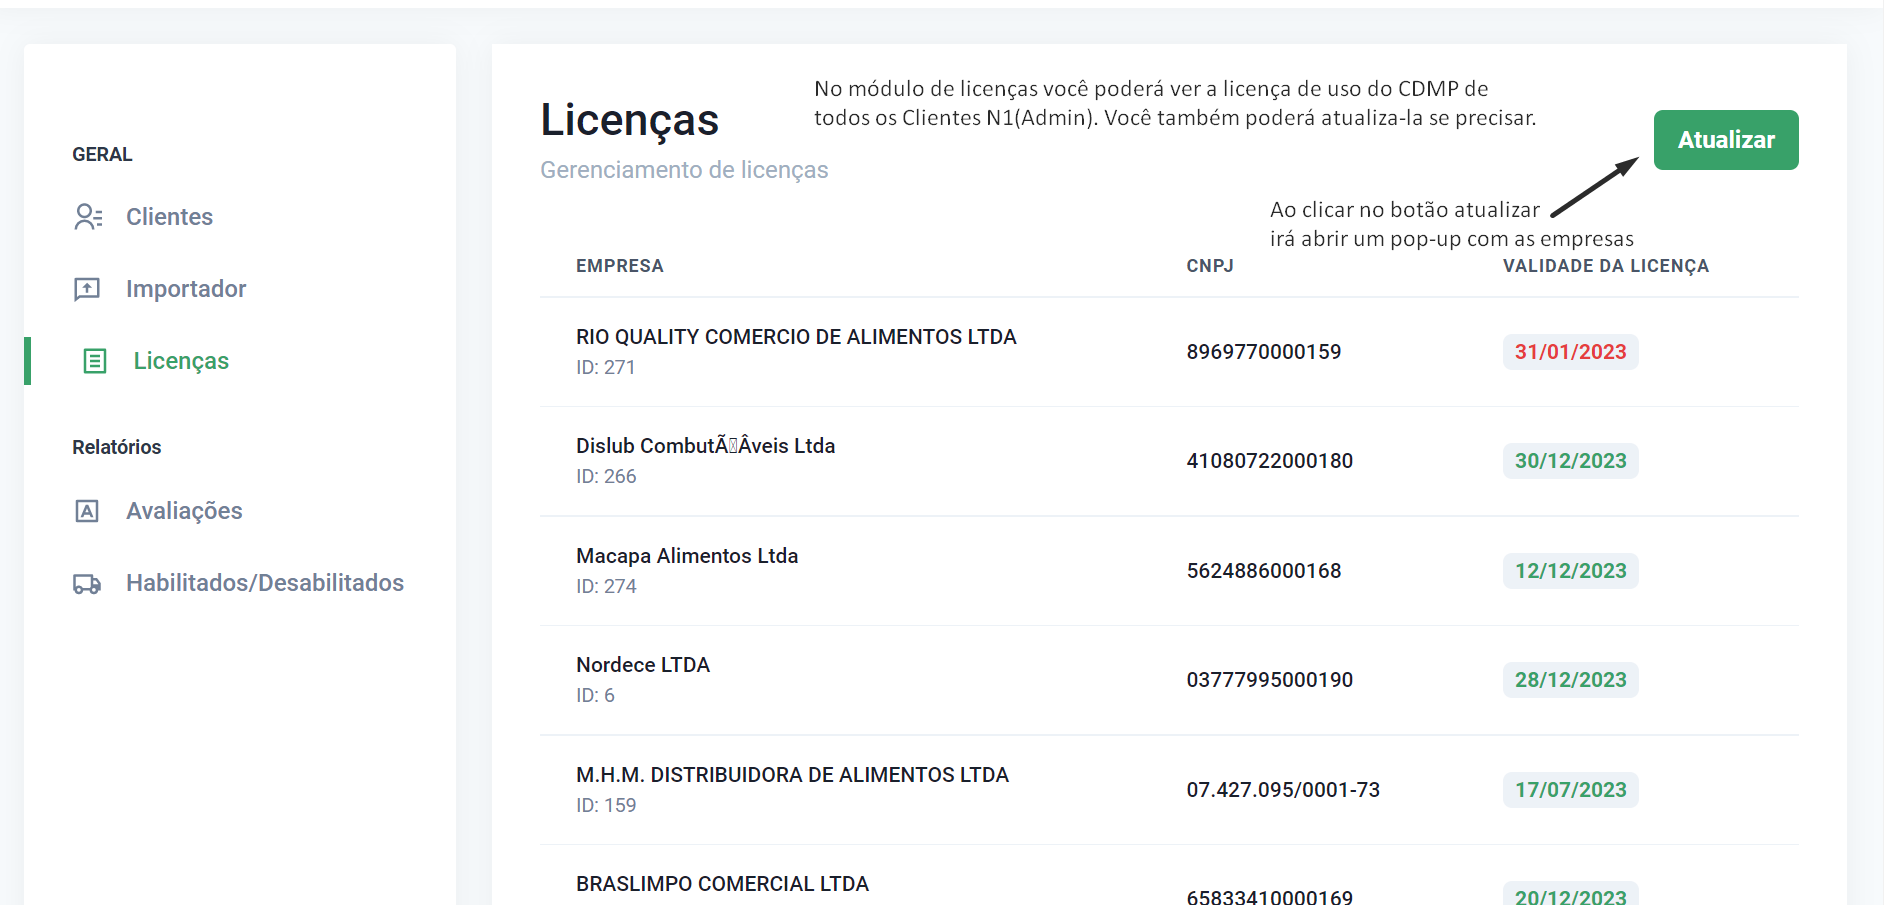 GERAL
Clientes
Importador
Licenças
Relatórios
Avaliações
Habilitados/Desabilitados
Licenças
Gerenciamento de licenças
No módulo de licenças você poderá ver a licença de uso do CDMP de
todos os Clientes N1(Admin). Você também poderá atualiza-la se precisar.
Atualizar
Ao clicar no botão atualizar
irá abrir um pop-up com as empresas
EMPRESA CNPJ VALIDADE DA LICENÇA
RIO QUALITY COMERCIO DE ALIMENTOS LTDA
ID: 271
8969770000159
31/01/2023
Dislub CombutÃ Âveis Ltda
ID: 266
41080722000180
30/12/2023
Macapa Alimentos Ltda
ID: 274
5624886000168
12/12/2023
Nordece LTDA
ID: 6
03777995000190
28/12/2023
M.H.M. DISTRIBUIDORA DE ALIMENTOS LTDA
ID: 159
07.427.095/0001-73
17/07/2023
BRASLIMPO COMERCIAL LTDA
65833410000169
20/12/2023